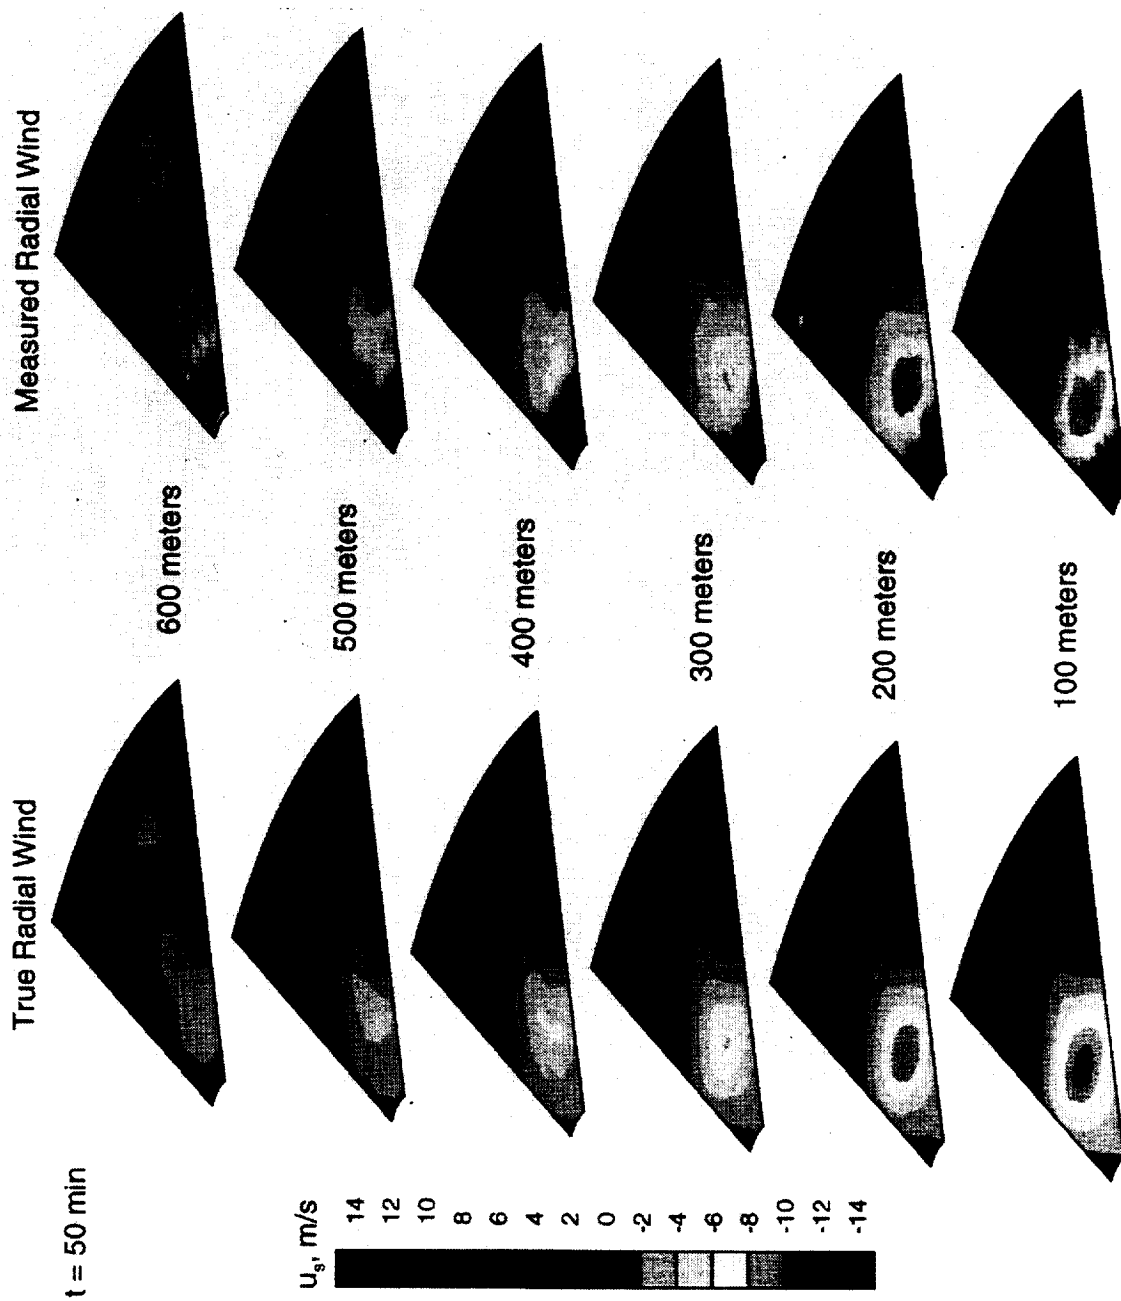 t = 50 min
True Radial Wind
Measured Radial Wind
600 meters
500 meters
400 meters
300 meters
200 meters
100 meters
uₛ, m/s
14
12
10
8
6
4
2
0
-2
-4
-6
-8
-10
-12
-14